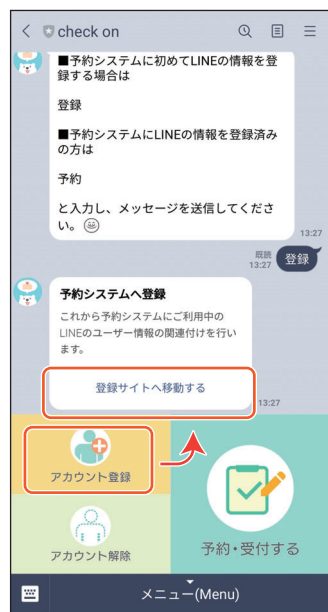 check on
■予約システムに初めてLINEの情報を登
録する場合は
登録
■予約システムにLINEの情報を登録済み
の方は
予約
と入力し、メッセージを送信してくださ
い。
13:27
既読
13:27
登録
予約システムへ登録
これから予約システムにご利用中の
LINEのユーザー情報の関連付けを行い
ます。
登録サイトへ移動する
13:27
アカウント登録
アカウント解除
予約・受付する
メニュー(Menu)